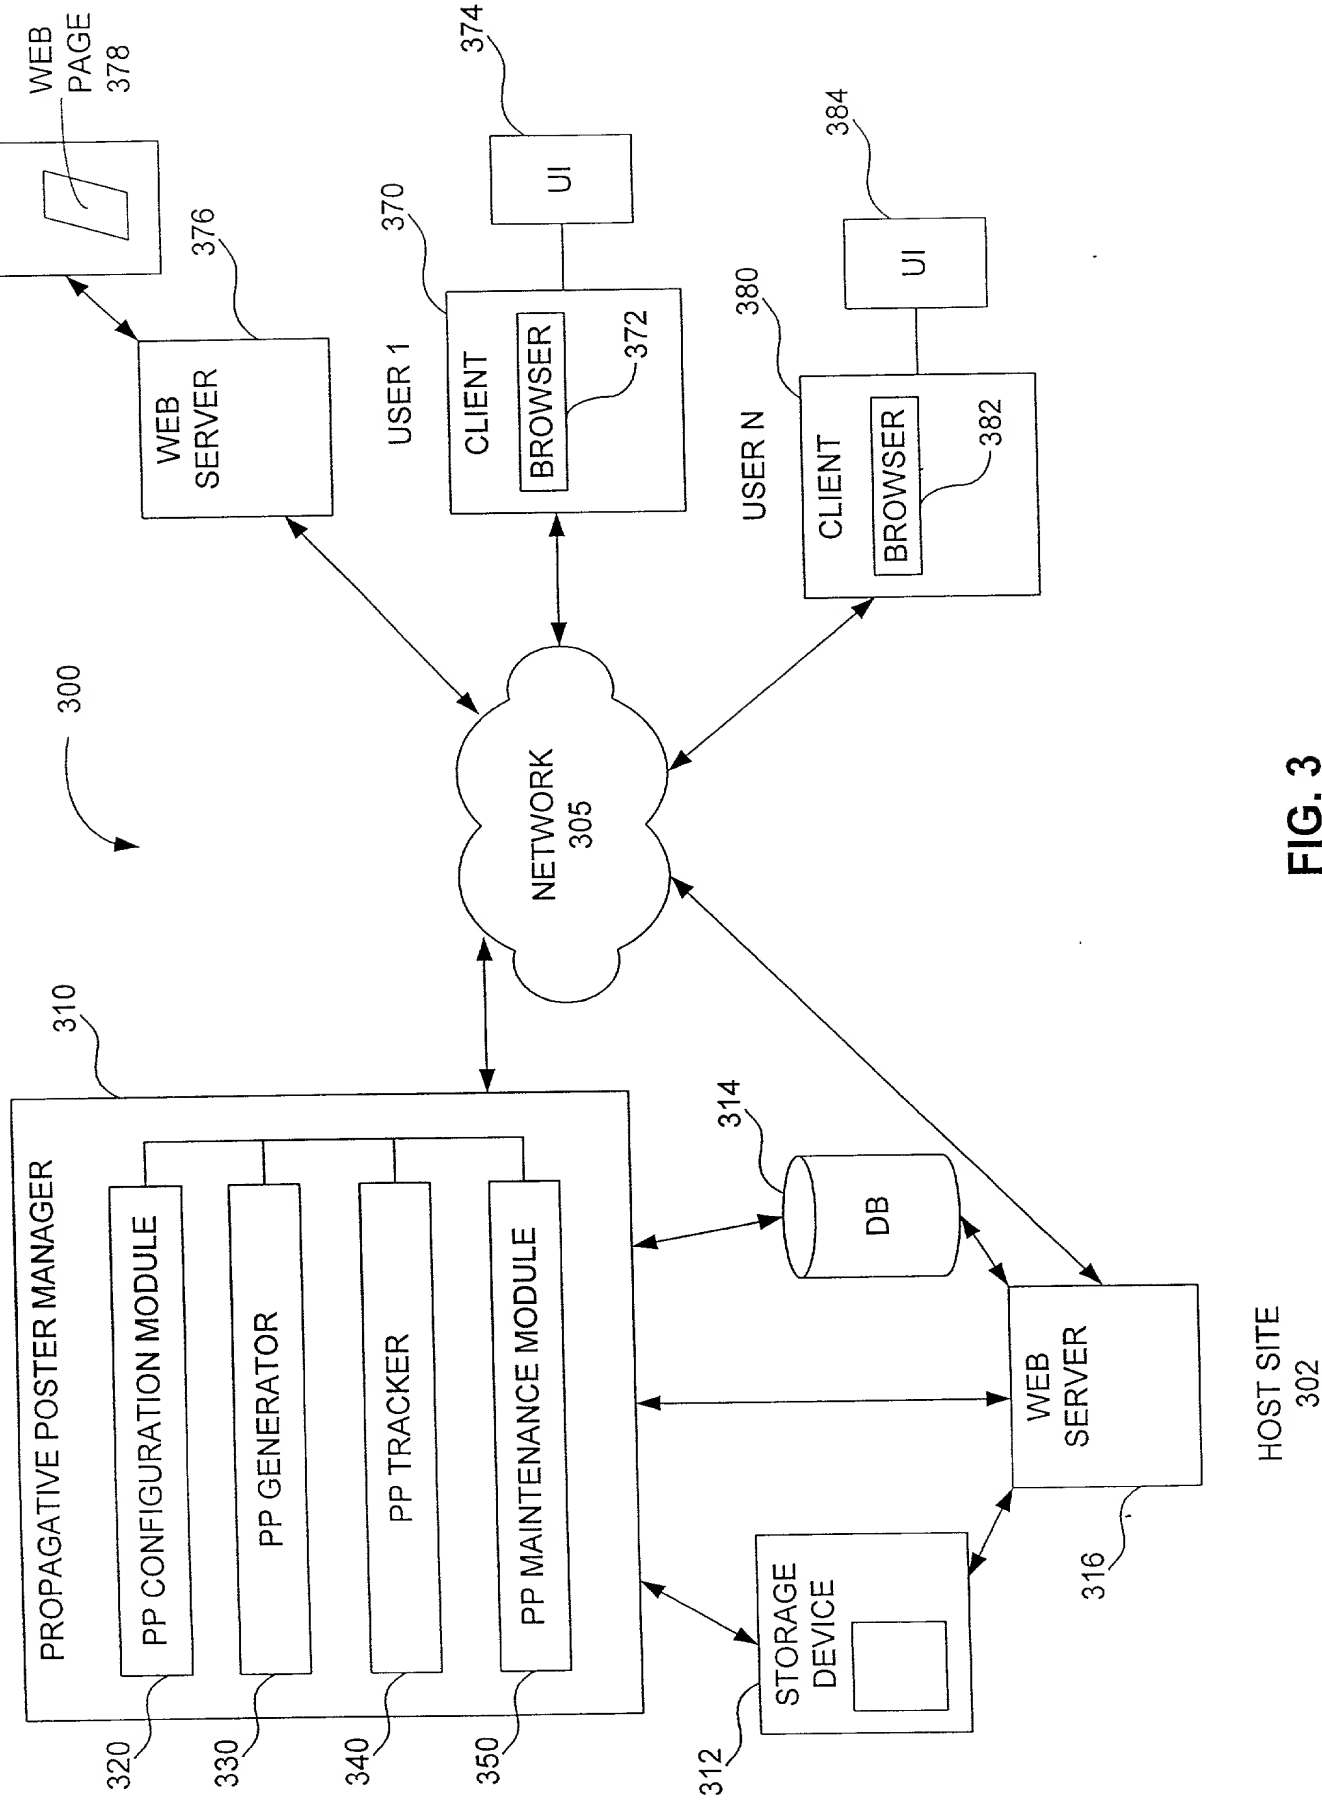 300
310
PROPAGATIVE POSTER MANAGER
320
PP CONFIGURATION MODULE
330
PP GENERATOR
340
PP TRACKER
350
PP MAINTENANCE MODULE
312
STORAGE
DEVICE
314
DB
316
WEB
SERVER
HOST SITE
302
NETWORK
305
WEB
PAGE
378
376
WEB
SERVER
USER 1
370
CLIENT
BROWSER
372
374
UI
USER N
380
CLIENT
BROWSER
382
384
UI
FIG. 3